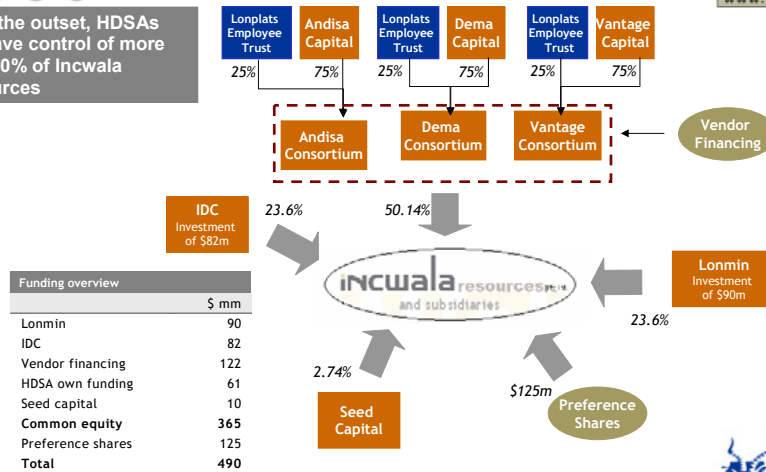 www.
the outset, HDSAs
ave control of more
0% of Incwala
urces
Lonplats
Employee
Trust
Andisa
Capital
Lonplats
Employee
Trust
Dema
Capital
Lonplats
Employee
Trust
Vantage
Capital
25%
75%
25%
75%
25%
75%
Andisa
Consortium
Dema
Consortium
Vantage
Consortium
Vendor
Financing
IDC
Investment
of $82m
23.6%
50.14%
incwala resources
and subsidiaries
Lonmin
Investment
of $90m
23.6%
Funding overview
$ mm
Lonmin 90
IDC 82
Vendor financing 122
HDSA own funding 61
Seed capital 10
Common equity 365
Preference shares 125
Total 490
2.74%
Seed
Capital
$125m
Preference
Shares